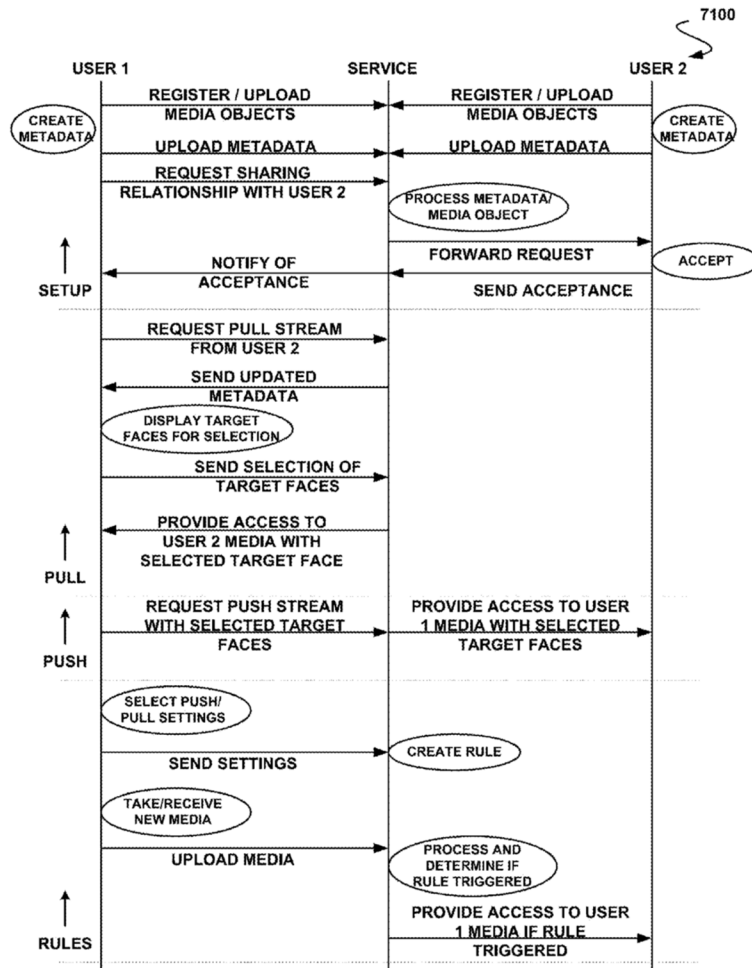 7100
USER 1
SERVICE
USER 2
REGISTER / UPLOAD
MEDIA OBJECTS
REGISTER / UPLOAD
MEDIA OBJECTS
CREATE
METADATA
CREATE
METADATA
UPLOAD METADATA
UPLOAD METADATA
REQUEST SHARING
RELATIONSHIP WITH USER 2
PROCESS METADATA/
MEDIA OBJECT
FORWARD REQUEST
ACCEPT
NOTIFY OF
ACCEPTANCE
SEND ACCEPTANCE
SETUP
REQUEST PULL STREAM
FROM USER 2
SEND UPDATED
METADATA
DISPLAY TARGET
FACES FOR SELECTION
SEND SELECTION OF
TARGET FACES
PROVIDE ACCESS TO
USER 2 MEDIA WITH
SELECTED TARGET FACE
PULL
REQUEST PUSH STREAM
WITH SELECTED TARGET
FACES
PROVIDE ACCESS TO USER
1 MEDIA WITH SELECTED
TARGET FACES
PUSH
SELECT PUSH/
PULL SETTINGS
SEND SETTINGS
CREATE RULE
TAKE/RECEIVE
NEW MEDIA
UPLOAD MEDIA
PROCESS AND
DETERMINE IF
RULE TRIGGERED
PROVIDE ACCESS TO USER
1 MEDIA IF RULE
TRIGGERED
RULES